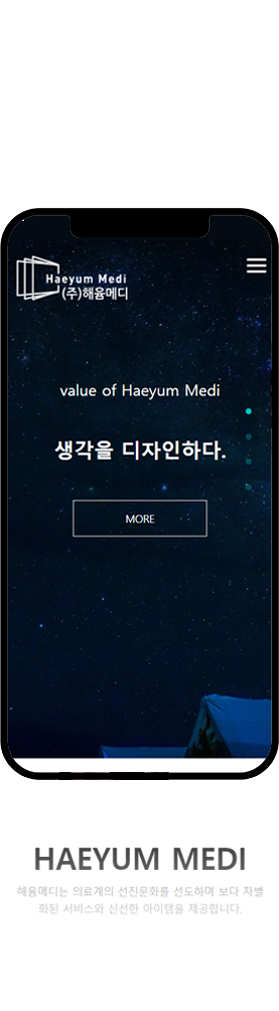 Haeyum Medi
(주)해윰메디
value of Haeyum Medi
생각을 디자인하다.
MORE
HAEYUM MEDI
해윰메디는 의료계의 선진문화를 선도하며 보다 차별
화된 서비스와 신선한 아이템을 제공합니다.